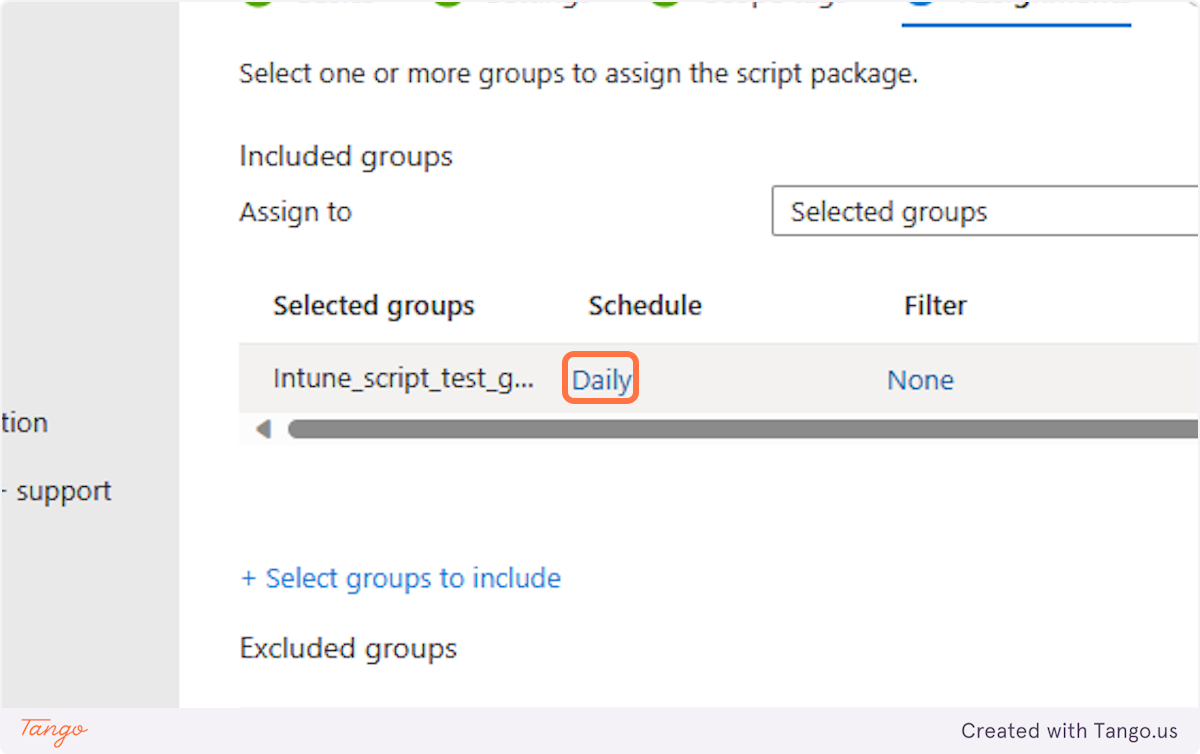 Select one or more groups to assign the script package.
Included groups
Assign to
Selected groups
Selected groups Schedule Filter
Intune_script_test_g... Daily None
tion
- support
+ Select groups to include
Excluded groups
Tango
Created with Tango.us